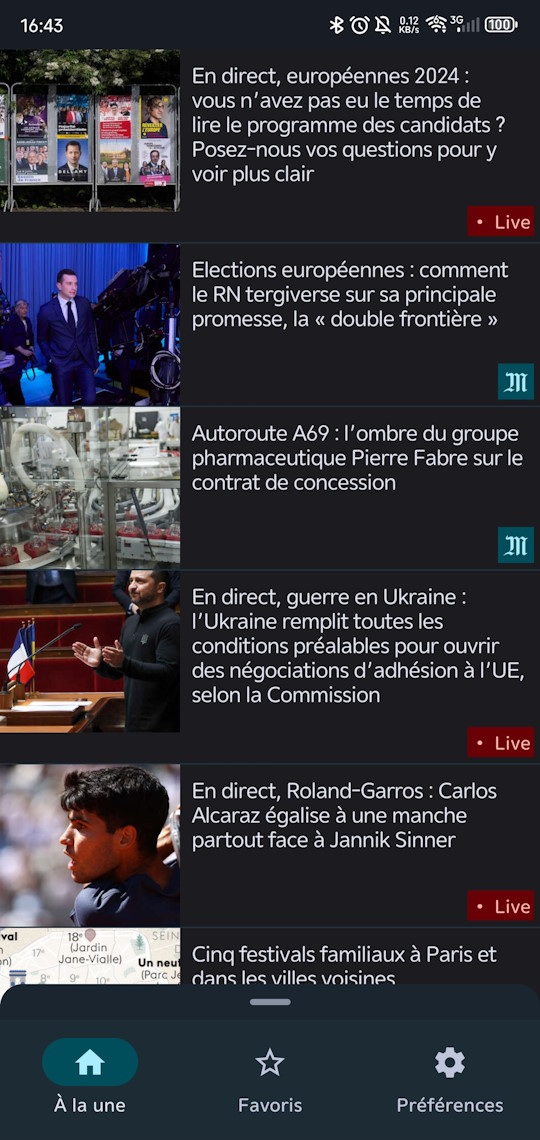 16:43
0.12
KB/s
6
3G
100
En direct, européennes 2024 :
vous n’avez pas eu le temps de
lire le programme des candidats ?
Posez-nous vos questions pour y
voir plus clair
BELLAMY
• Live
Elections européennes : comment
le RN tergiverse sur sa principale
promesse, la « double frontière »
M
Autoroute A69 : l’ombre du groupe
pharmaceutique Pierre Fabre sur le
contrat de concession
M
En direct, guerre en Ukraine :
l’Ukraine remplit toutes les
conditions préalables pour ouvrir
des négociations d’adhésion à l’UE,
selon la Commission
• Live
En direct, Roland-Garros : Carlos
Alcaraz égalise à une manche
partout face à Jannik Sinner
• Live
val
18e
(Jardin
Jane-Vialle)
17e
SEIN
Un neuf
(Parc Je
8e
9e
10e
Cinq festivals familiaux à Paris et
dans les villes voisines
À la une
Favoris
Préférences